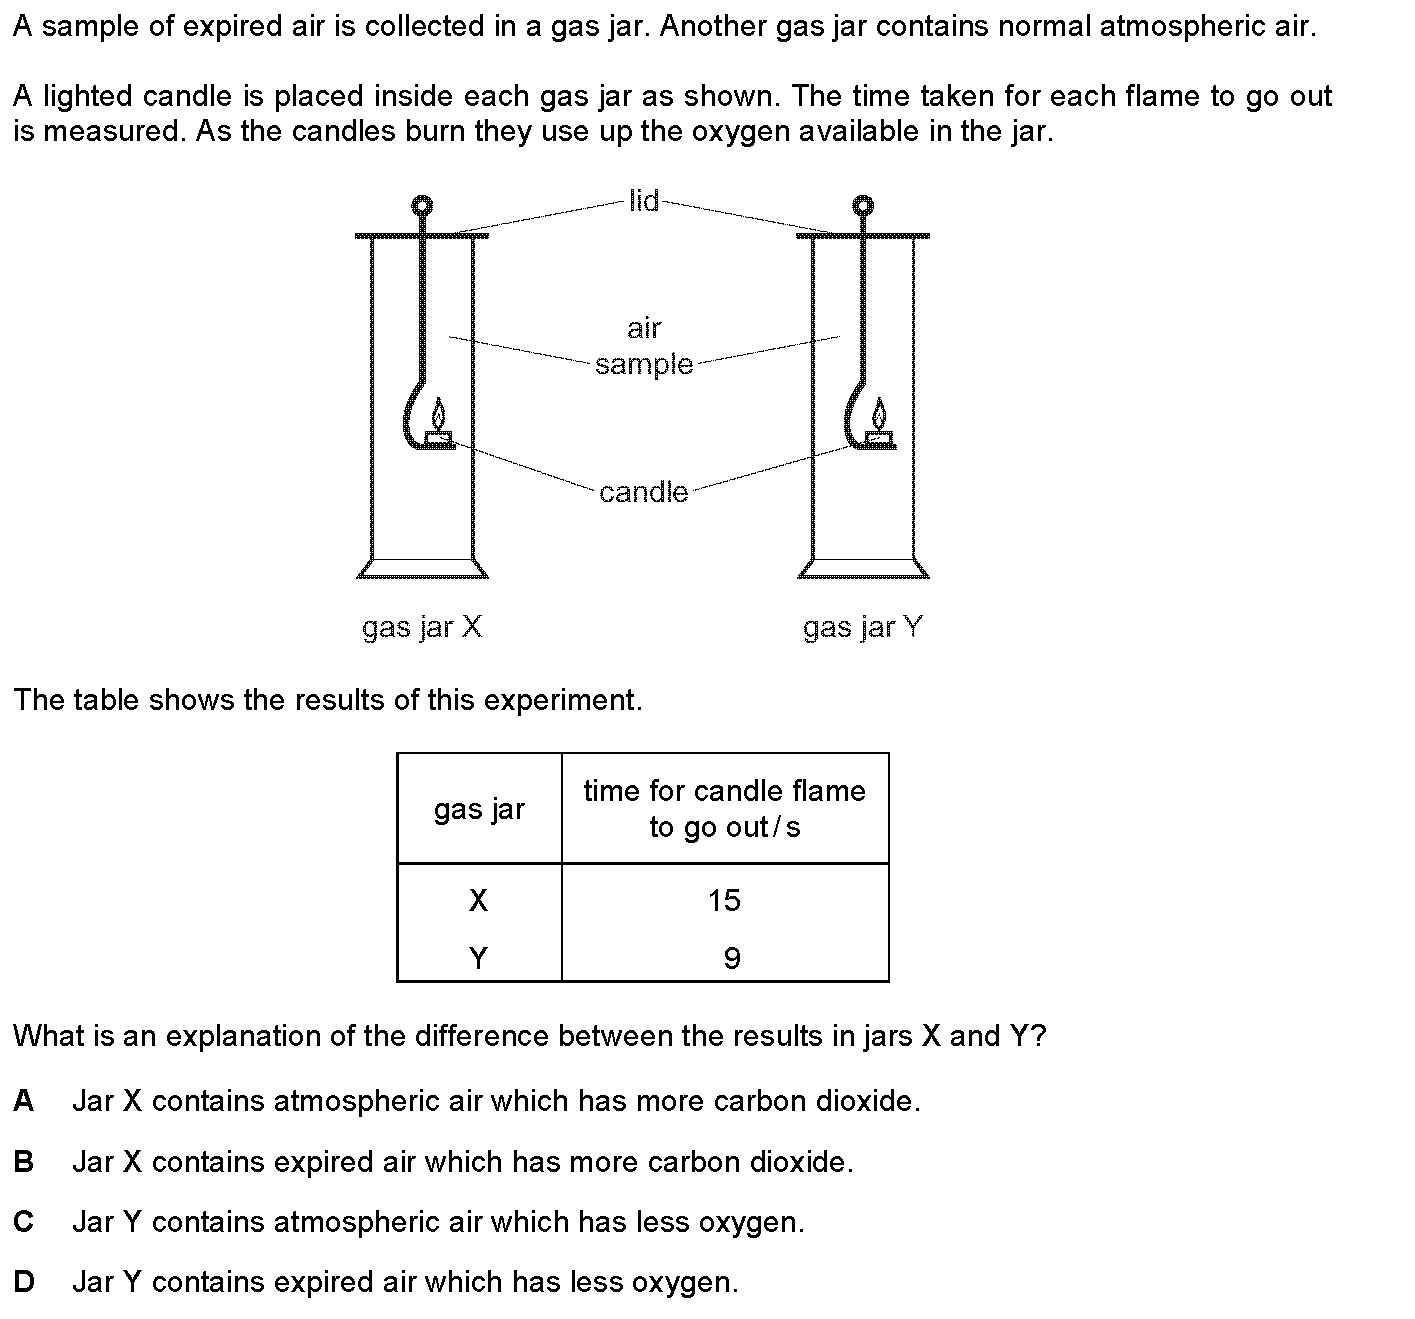 A sample of expired air is collected in a gas jar. Another gas jar contains normal atmospheric air.
A lighted candle is placed inside each gas jar as shown. The time taken for each flame to go out
is measured. As the candles burn they use up the oxygen available in the jar.
lid
air
sample
candle
gas jar X
gas jar Y
The table shows the results of this experiment.
gas jar
time for candle flame
to go out / s
X 15
Y 9
What is an explanation of the difference between the results in jars X and Y?
A Jar X contains atmospheric air which has more carbon dioxide.
B Jar X contains expired air which has more carbon dioxide.
C Jar Y contains atmospheric air which has less oxygen.
D Jar Y contains expired air which has less oxygen.